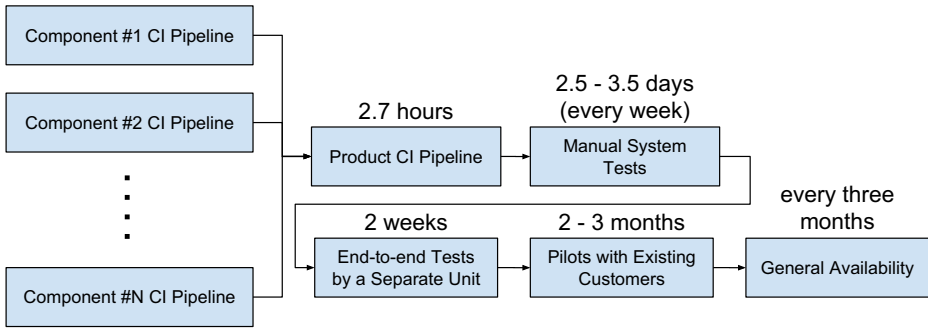 Component #1 CI Pipeline
Component #2 CI Pipeline
Component #N CI Pipeline
2.7 hours
Product CI Pipeline
2.5 - 3.5 days
(every week)
Manual System
Tests
2 weeks
End-to-end Tests
by a Separate Unit
2 - 3 months
Pilots with Existing
Customers
every three
months
General Availability